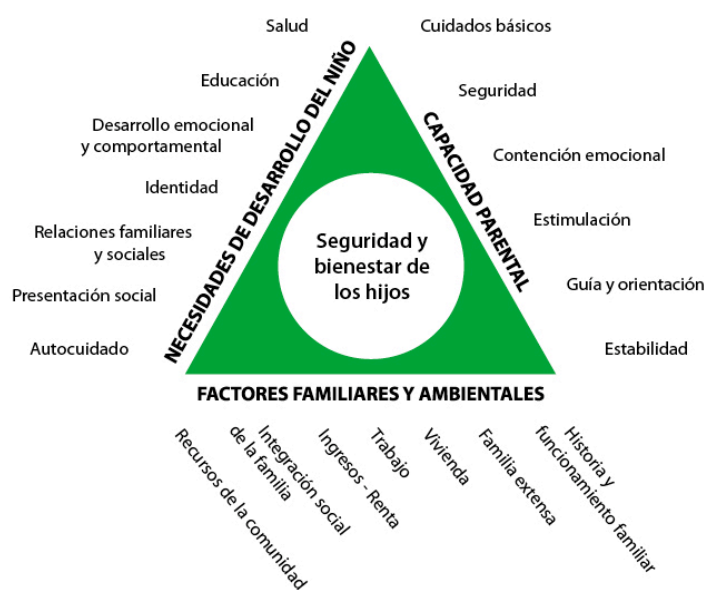 Salud
Educación
Desarrollo emocional
y comportamental
Identidad
Relaciones familiares
y sociales
Presentación social
Autocuidado
NECESIDADES DE DESARROLLO DEL NIÑO
Seguridad y
bienestar de
los hijos
CAPACIDAD PARENTAL
Cuidados básicos
Seguridad
Contención emocional
Estimulación
Guía y orientación
Estabilidad
FACTORES FAMILIARES Y AMBIENTALES
Recursos de la comunidad
Integración social
de la familia
Ingresos - Renta
Trabajo
Vivienda
Familia extensa
Historia y
funcionamiento familiar